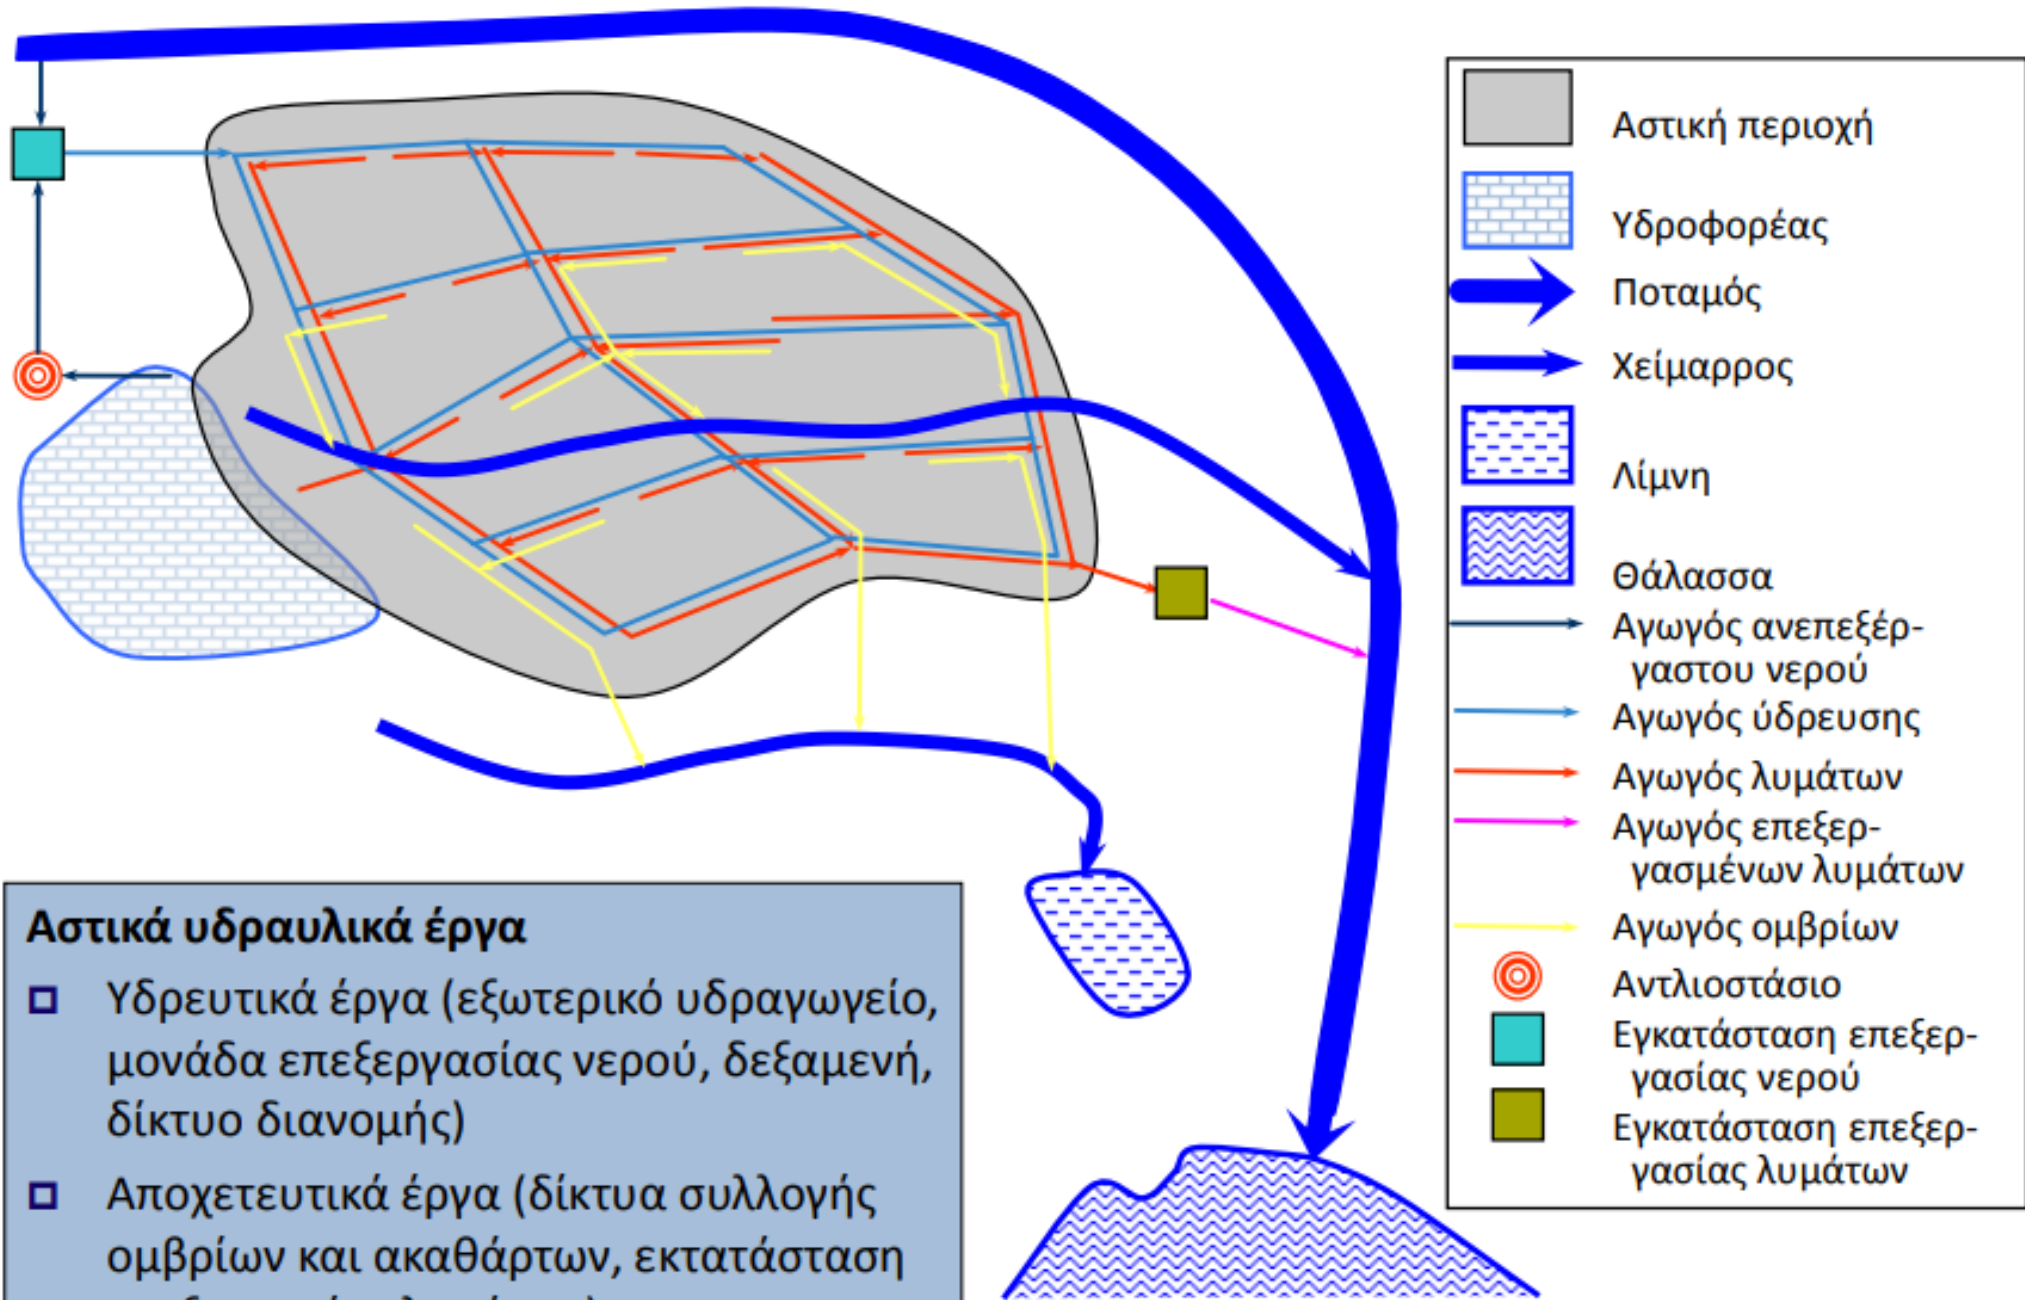 Αστική περιοχή
Υδροφορέας
Ποταμός
Χείμαρρος
Λίμνη
Θάλασσα
Αγωγός ανεπεξέρ-
γαστου νερού
Αγωγός ύδρευσης
Αγωγός λυμάτων
Αγωγός επεξερ-
γασμένων λυμάτων
Αγωγός ομβρίων
Αντλιοστάσιο
Εγκατάσταση επεξερ-
γασίας νερού
Εγκατάσταση επεξερ-
γασίας λυμάτων
Αστικά υδραυλικά έργα
Υδρευτικά έργα (εξωτερικό υδραγωγείο,
μονάδα επεξεργασίας νερού, δεξαμενή,
δίκτυο διανομής)
Αποχετευτικά έργα (δίκτυα συλλογής
ομβρίων και ακαθάρτων, εκτατάσταση